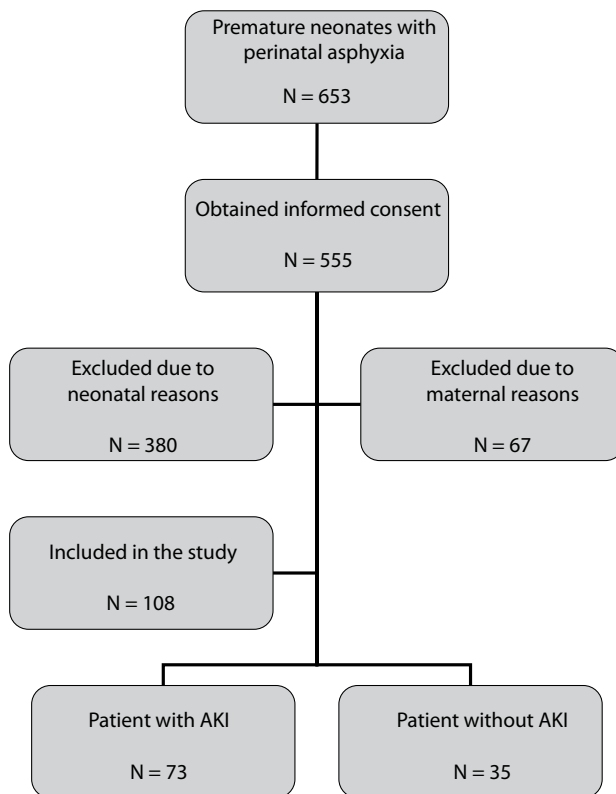 Premature neonates with
perinatal asphyxia
N = 653
Obtained informed consent
N = 555
Excluded due to
neonatal reasons
N = 380
Excluded due to
maternal reasons
N = 67
Included in the study
N = 108
Patient with AKI
N = 73
Patient without AKI
N = 35